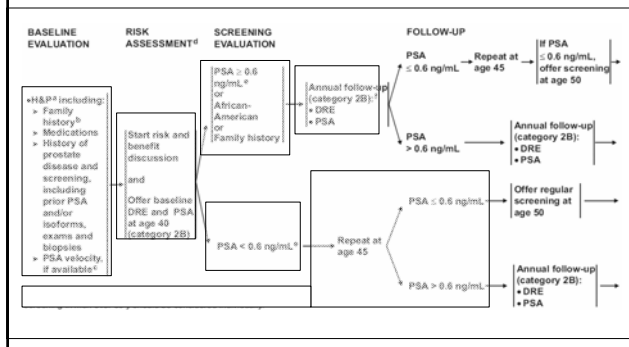 BASELINE
EVALUATION
RISK
ASSESSMENTᵈ
SCREENING
EVALUATION
FOLLOW-UP
• H&Pᵃ including:
➢ Family
historyᵇ
➢ Medications
➢ History of
prostate
disease and
screening,
including
prior PSA
and/or
isoforms,
exams and
biopsies
➢ PSA velocity,
if availableᶜ
Start risk and
benefit
discussion
and
Offer baseline
DRE and PSA
at age 40
(category 2B)
PSA ≥ 0.6
ng/mLᵉ
or
African-
American
or
Family history
Annual follow-up
(category 2B):ᶠ
• DRE
• PSA
PSA
≤ 0.6 ng/mL
Repeat at
age 45
If PSA
≤ 0.6 ng/mL,
offer screening
at age 50
PSA
> 0.6 ng/mL
Annual follow-up
(category 2B):
• DRE
• PSA
PSA < 0.6 ng/mLᵉ
Repeat at
age 45
PSA ≤ 0.6 ng/mL
Offer regular
screening at
age 50
PSA > 0.6 ng/mL
Annual follow-up
(category 2B):
• DRE
• PSA